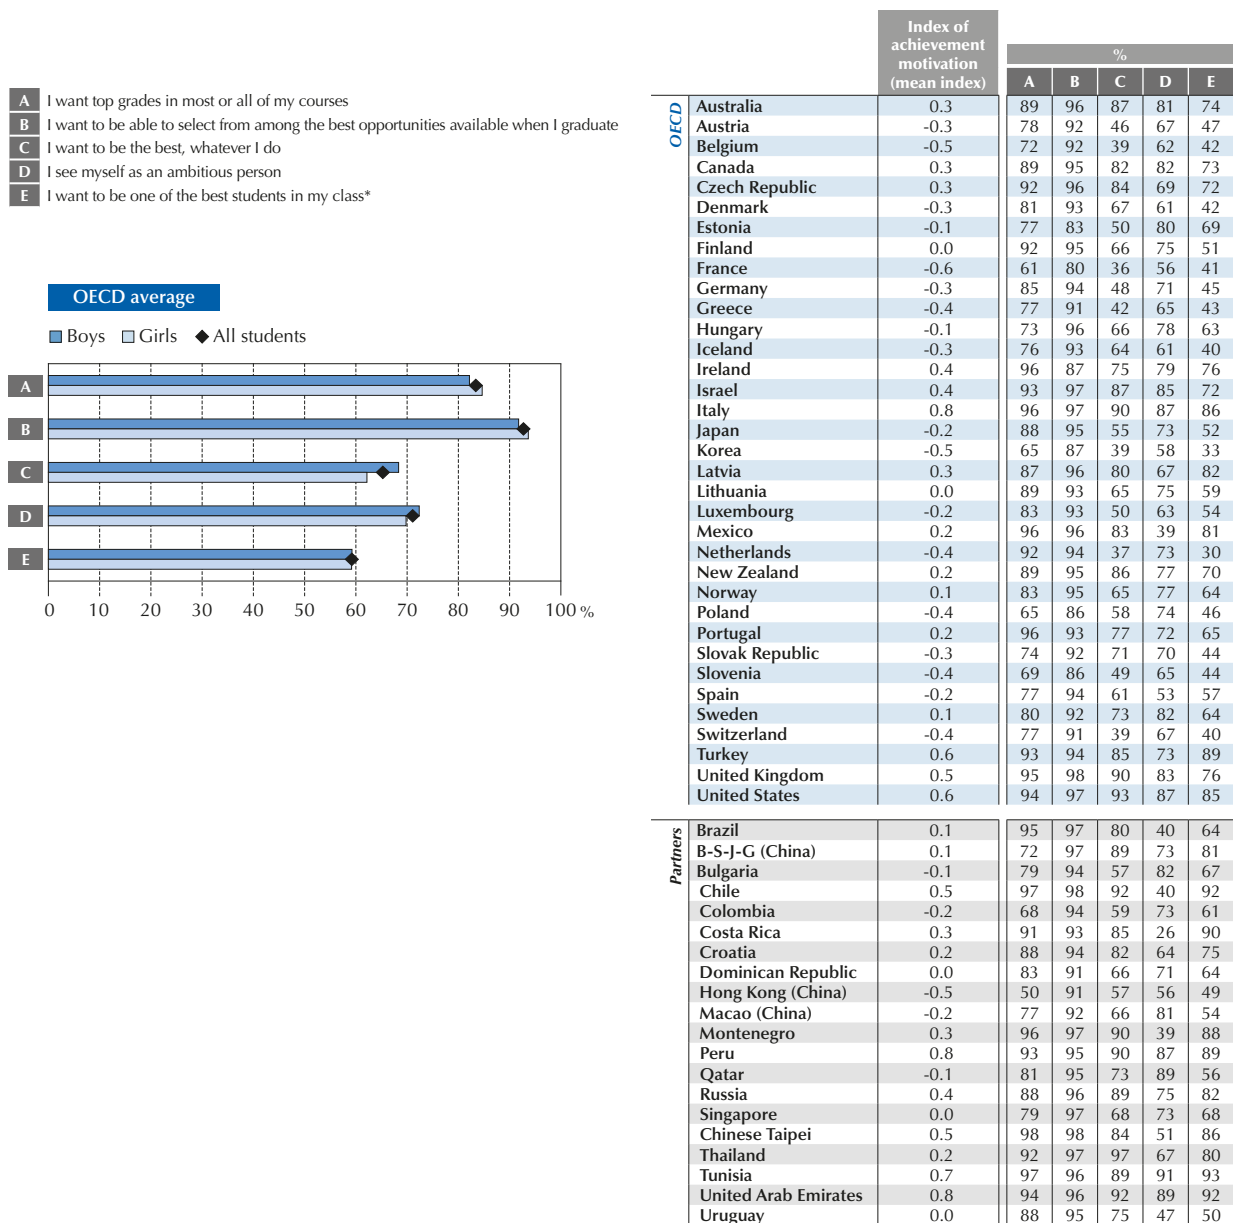 A I want top grades in most or all of my courses
B I want to be able to select from among the best opportunities available when I graduate
C I want to be the best, whatever I do
D I see myself as an ambitious person
E I want to be one of the best students in my class*
OECD average
Boys Girls All students
A
B
C
D
E
0 10 20 30 40 50 60 70 80 90 100 %
Index of
achievement
motivation
(mean index)
%
A B C D E
OECD
Australia 0.3 89 96 87 81 74
Austria -0.3 78 92 46 67 47
Belgium -0.5 72 92 39 62 42
Canada 0.3 89 95 82 82 73
Czech Republic 0.3 92 96 84 69 72
Denmark -0.3 81 93 67 61 42
Estonia -0.1 77 83 50 80 69
Finland 0.0 92 95 66 75 51
France -0.6 61 80 36 56 41
Germany -0.3 85 94 48 71 45
Greece -0.4 77 91 42 65 43
Hungary -0.1 73 96 66 78 63
Iceland -0.3 76 93 64 61 40
Ireland 0.4 96 87 75 79 76
Israel 0.4 93 97 87 85 72
Italy 0.8 96 97 90 87 86
Japan -0.2 88 95 55 73 52
Korea -0.5 65 87 39 58 33
Latvia 0.3 87 96 80 67 82
Lithuania 0.0 89 93 65 75 59
Luxembourg -0.2 83 93 50 63 54
Mexico 0.2 96 96 83 39 81
Netherlands -0.4 92 94 37 73 30
New Zealand 0.2 89 95 86 77 70
Norway 0.1 83 95 65 77 64
Poland -0.4 65 86 58 74 46
Portugal 0.2 96 93 77 72 65
Slovak Republic -0.3 74 92 71 70 44
Slovenia -0.4 69 86 49 65 44
Spain -0.2 77 94 61 53 57
Sweden 0.1 80 92 73 82 64
Switzerland -0.4 77 91 39 67 40
Turkey 0.6 93 94 85 73 89
United Kingdom 0.5 95 98 90 83 76
United States 0.6 94 97 93 87 85
Partners
Brazil 0.1 95 97 80 40 64
B-S-J-G (China) 0.1 72 97 89 73 81
Bulgaria -0.1 79 94 57 82 67
Chile 0.5 97 98 92 40 92
Colombia -0.2 68 94 59 73 61
Costa Rica 0.3 91 93 85 26 90
Croatia 0.2 88 94 82 64 75
Dominican Republic 0.0 83 91 66 71 64
Hong Kong (China) -0.5 50 91 57 56 49
Macao (China) -0.2 77 92 66 81 54
Montenegro 0.3 96 97 90 39 88
Peru 0.8 93 95 90 87 89
Qatar -0.1 81 95 73 89 56
Russia 0.4 88 96 89 75 82
Singapore 0.0 79 97 68 73 68
Chinese Taipei 0.5 98 98 84 51 86
Thailand 0.2 92 97 97 67 80
Tunisia 0.7 97 96 89 91 93
United Arab Emirates 0.8 94 96 92 89 92
Uruguay 0.0 88 95 75 47 50